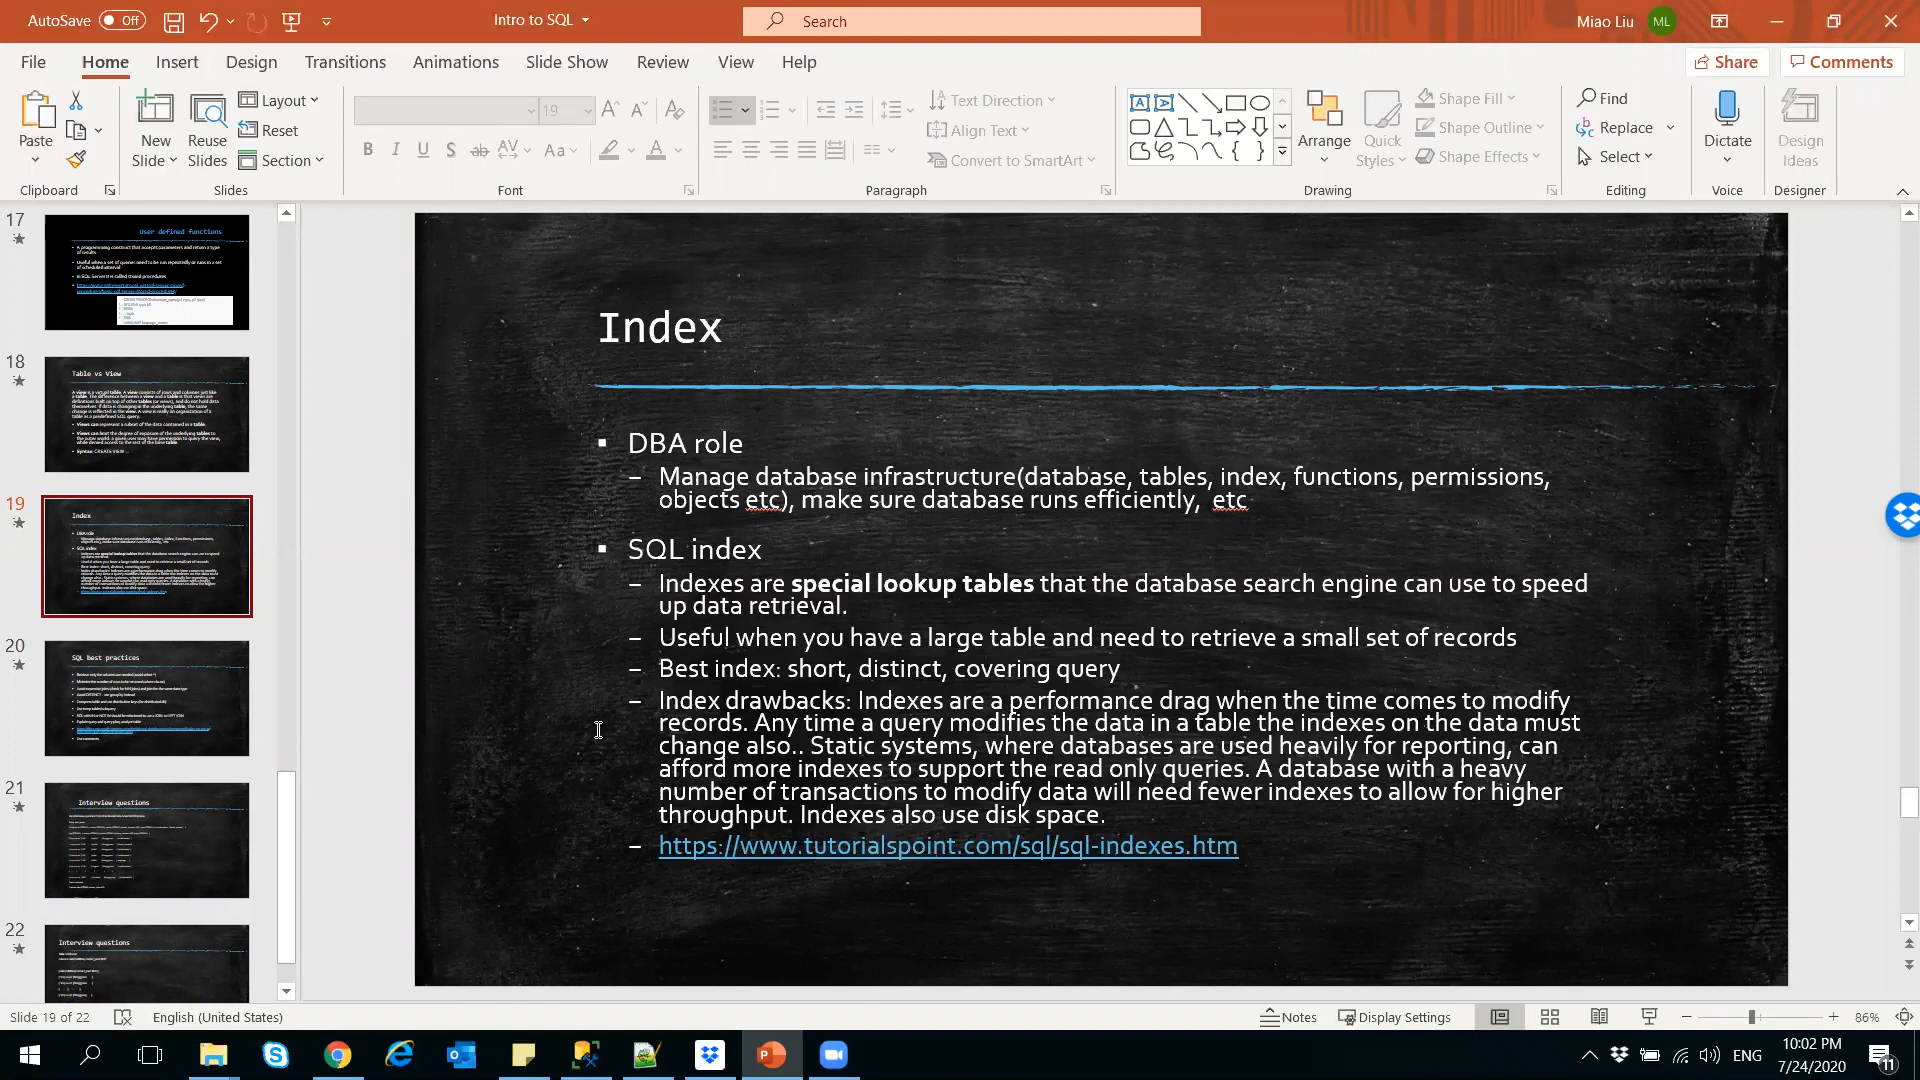 AutoSave Off Intro to SQL Search Miao Liu ML
File Home Insert Design Transitions Animations Slide Show Review View Help Share Comments
Paste New Slide Reuse Slides Layout Reset Section
19
B I U S ab AV Aa A
Text Direction
Align Text
Convert to SmartArt
Arrange Quick Styles
Shape Fill
Shape Outline
Shape Effects
Find
Replace
Select
Dictate
Design Ideas
Clipboard Slides Font Paragraph Drawing Editing Voice Designer
17
User defined functions
18
Table vs View
19
Index
20
SQL best practices
21
Interview questions
22
Interview questions
Index
▪ DBA role
– Manage database infrastructure(database, tables, index, functions, permissions,
objects etc), make sure database runs efficiently, etc
▪ SQL index
– Indexes are special lookup tables that the database search engine can use to speed
up data retrieval.
– Useful when you have a large table and need to retrieve a small set of records
– Best index: short, distinct, covering query
– Index drawbacks: Indexes are a performance drag when the time comes to modify
records. Any time a query modifies the data in a table the indexes on the data must
change also.. Static systems, where databases are used heavily for reporting, can
afford more indexes to support the read only queries. A database with a heavy
number of transactions to modify data will need fewer indexes to allow for higher
throughput. Indexes also use disk space.
– https://www.tutorialspoint.com/sql/sql-indexes.htm
Slide 19 of 22 English (United States) Notes Display Settings 86%
ENG 10:02 PM
7/24/2020 11